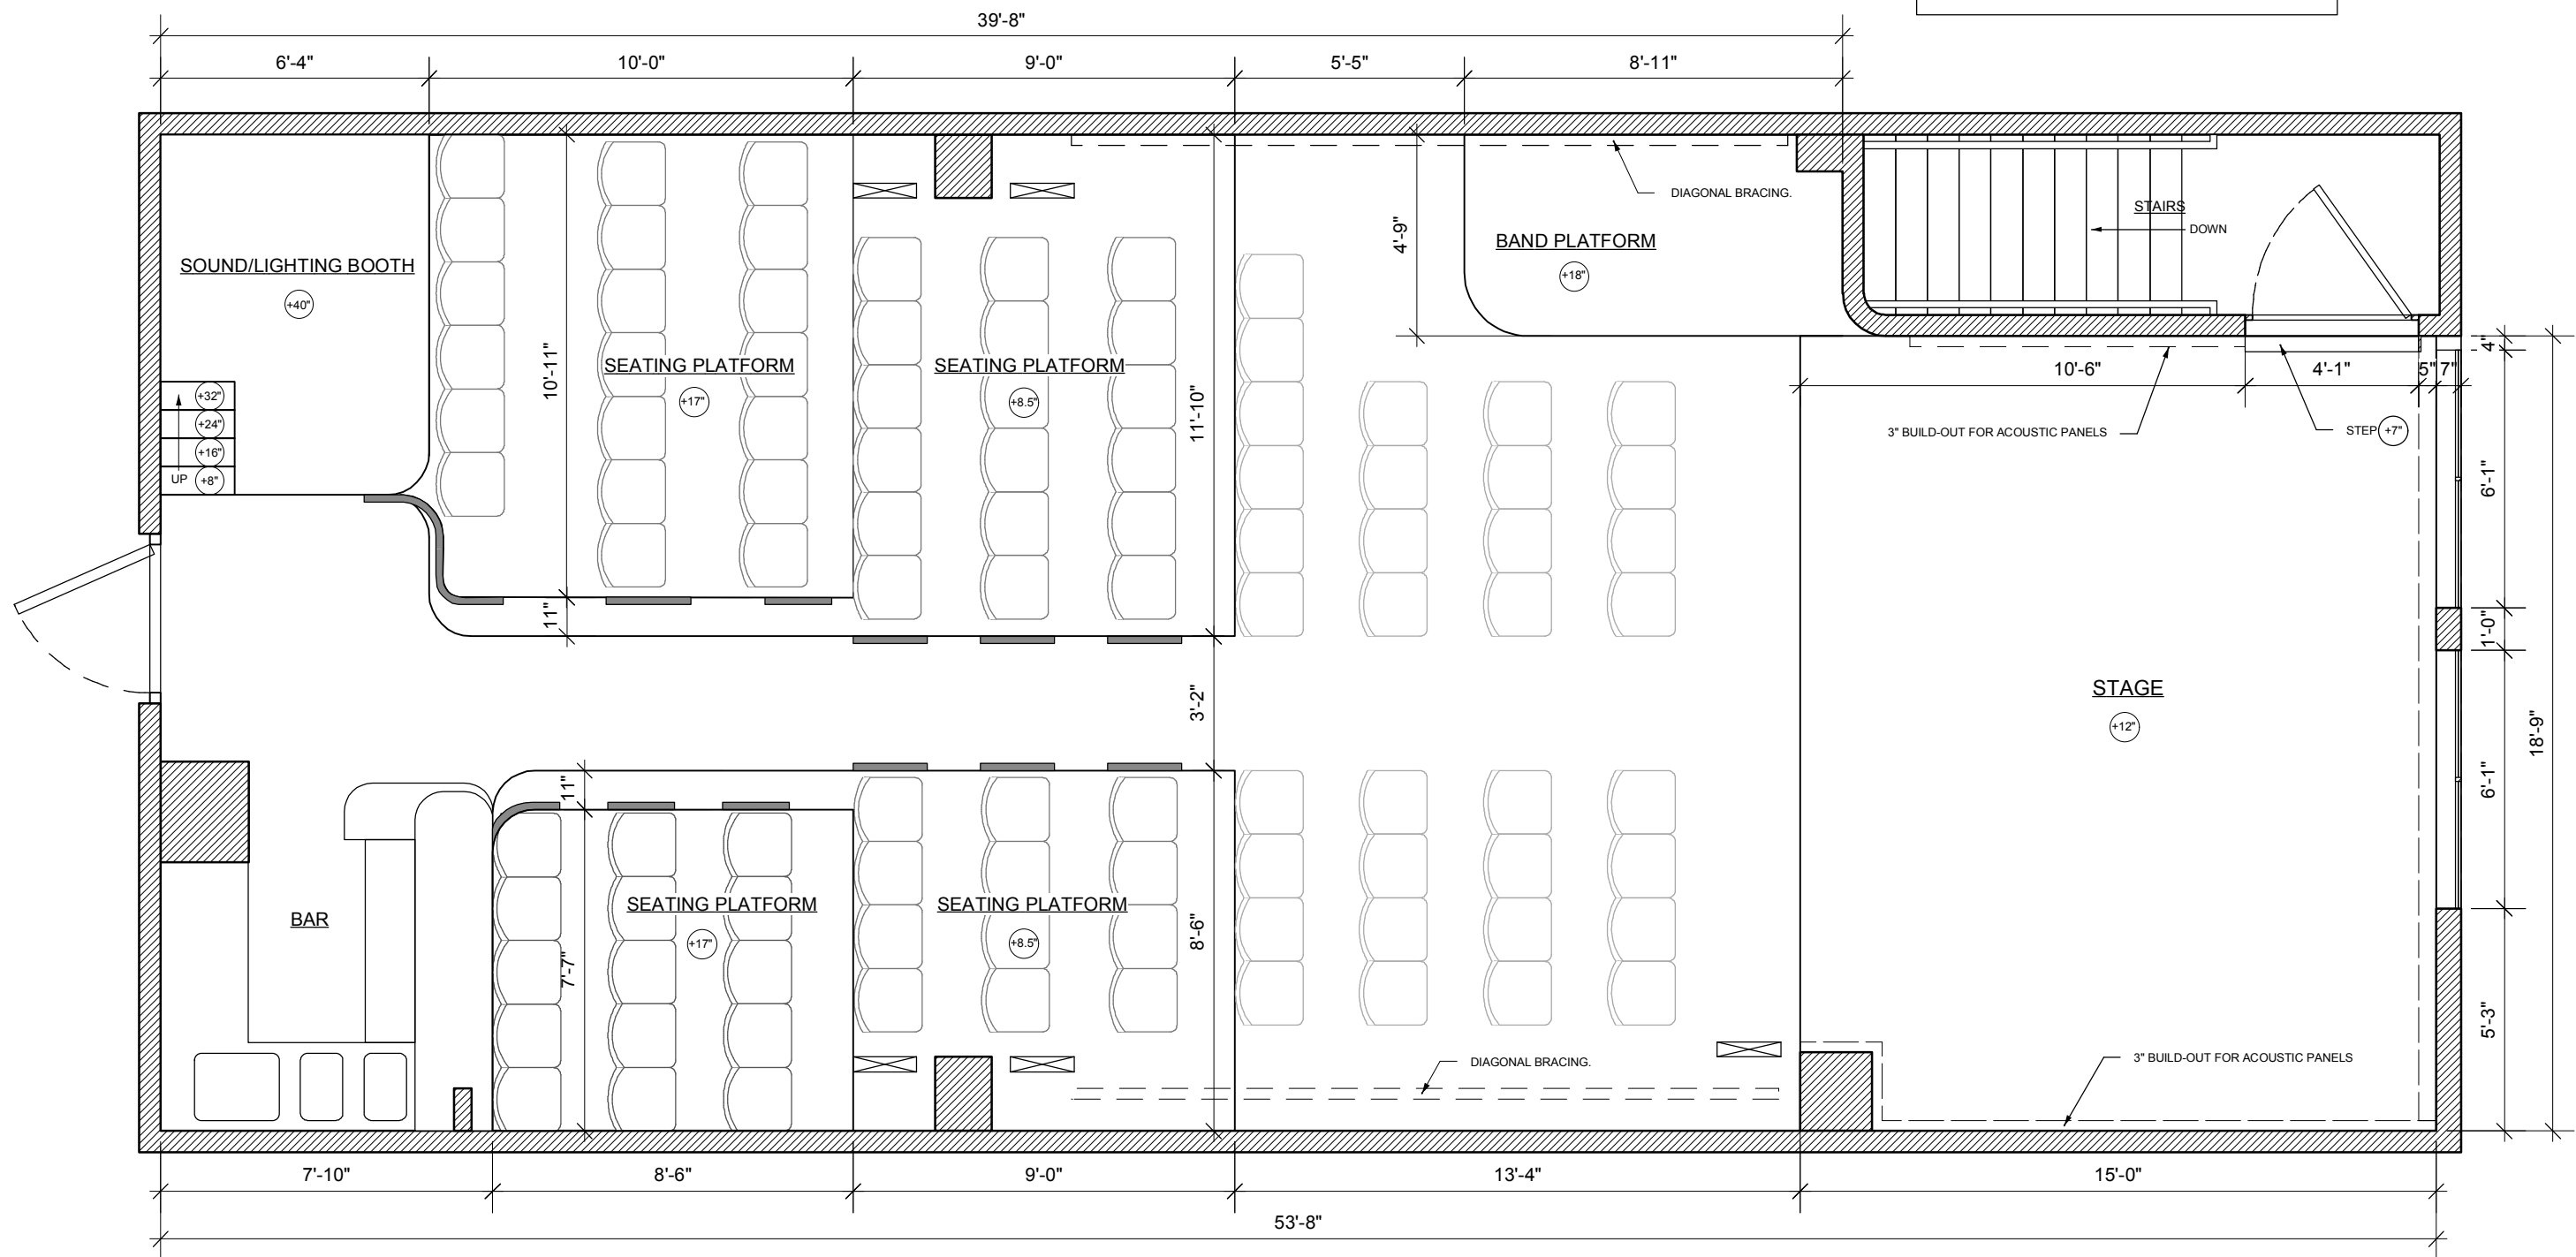 39'-8"
6'-4"
10'-0"
9'-0"
5'-5"
8'-11"
DIAGONAL BRACING.
STAIRS
DOWN
4'-9"
BAND PLATFORM
+18"
SOUND/LIGHTING BOOTH
+40"
10'-11"
SEATING PLATFORM
+17"
SEATING PLATFORM
+8.5"
11'-10"
4"
10'-6"
4'-1"
5"
7"
3" BUILD-OUT FOR ACOUSTIC PANELS
STEP
+7"
+32"
+24"
+16"
UP
+8"
6'-1"
11"
1'-0"
3'-2"
STAGE
+12"
18'-9"
11"
6'-1"
BAR
7'-7"
SEATING PLATFORM
+17"
SEATING PLATFORM
+8.5"
8'-6"
5'-3"
DIAGONAL BRACING.
3" BUILD-OUT FOR ACOUSTIC PANELS
7'-10"
8'-6"
9'-0"
13'-4"
15'-0"
53'-8"